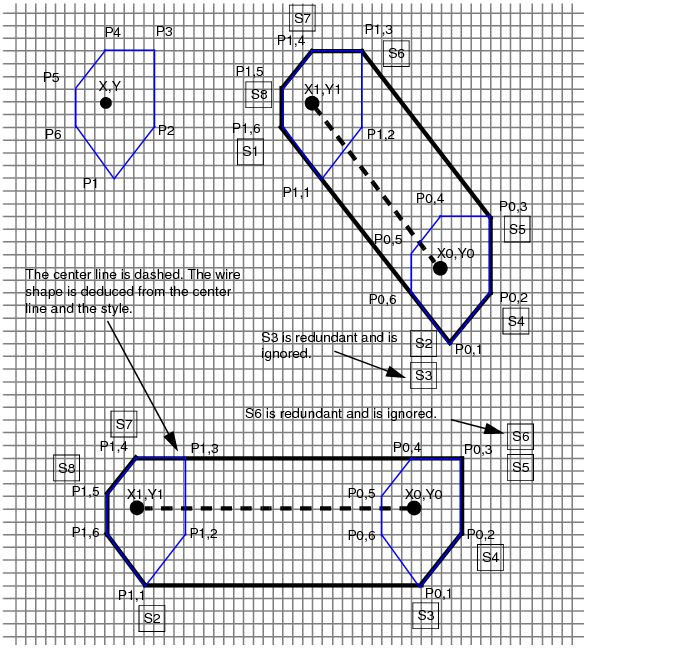 S7
P4
P3
P1,4
P1,3
S6
P5
X,Y
P1,5
S8
X1,Y1
P6
P2
P1,6
P1,2
S1
P1
P1,1
P0,4
P0,3
S5
P0,5
X0,Y0
The center line is dashed. The wire
shape is deduced from the center
line and the style.
P0,6
P0,2
S4
S3 is redundant and is
ignored.
S2
P0,1
S3
S6 is redundant and is ignored.
S7
S6
P1,4
P1,3
P0,4
P0,3
S8
S5
P1,5
X1,Y1
P0,5
X0,Y0
P1,6
P1,2
P0,6
P0,2
S4
P1,1
P0,1
S2
S3